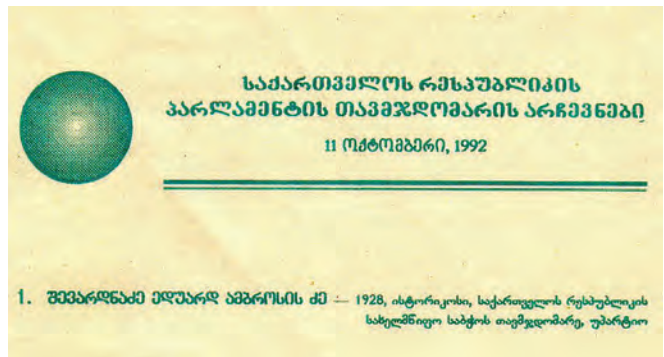 საქართველოს რესპუბლიკის
პარლამენტის თავმჯდომარის არჩევნები
11 ოქტომბერი, 1992
1. შევარდნაძე ედუარდ ამბროსის ძე — 1928, ისტორიკოსი, საქართველოს რესპუბლიკის
სახელმწიფო საბჭოს თავმჯდომარე, უპარტიო